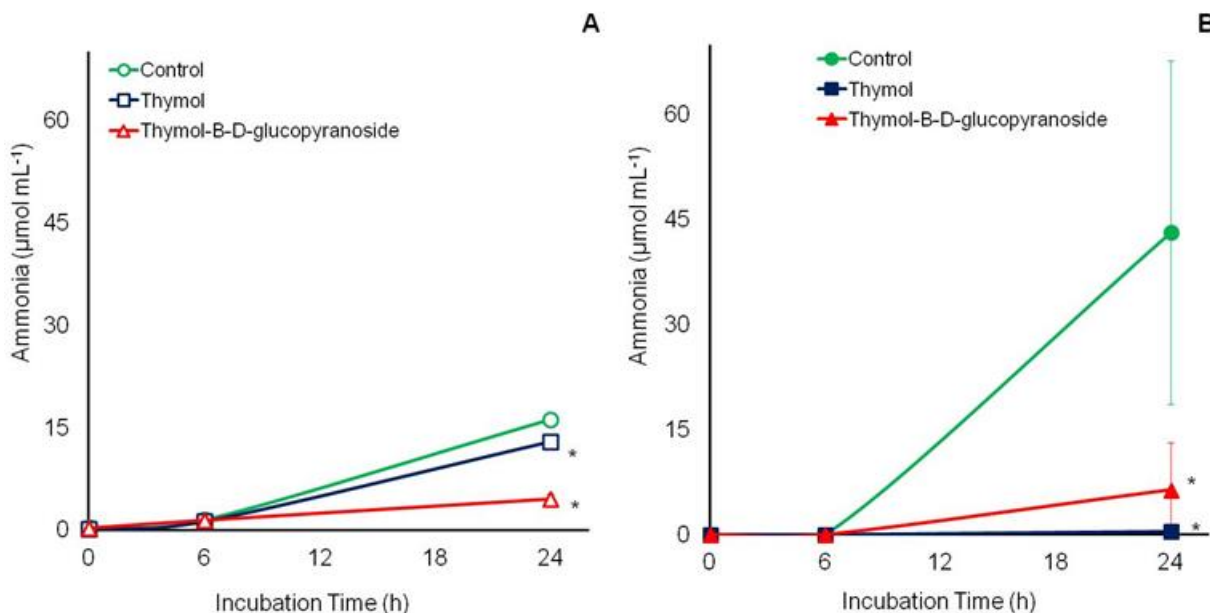 A
Control
Thymol
Thymol-B-D-glucopyranoside
Ammonia (µmol mL⁻¹)
60
45
30
15
0
0 6 12 18 24
Incubation Time (h)
*
*
B
Control
Thymol
Thymol-B-D-glucopyranoside
Ammonia (µmol mL⁻¹)
60
45
30
15
0
0 6 12 18 24
Incubation Time (h)
*
*